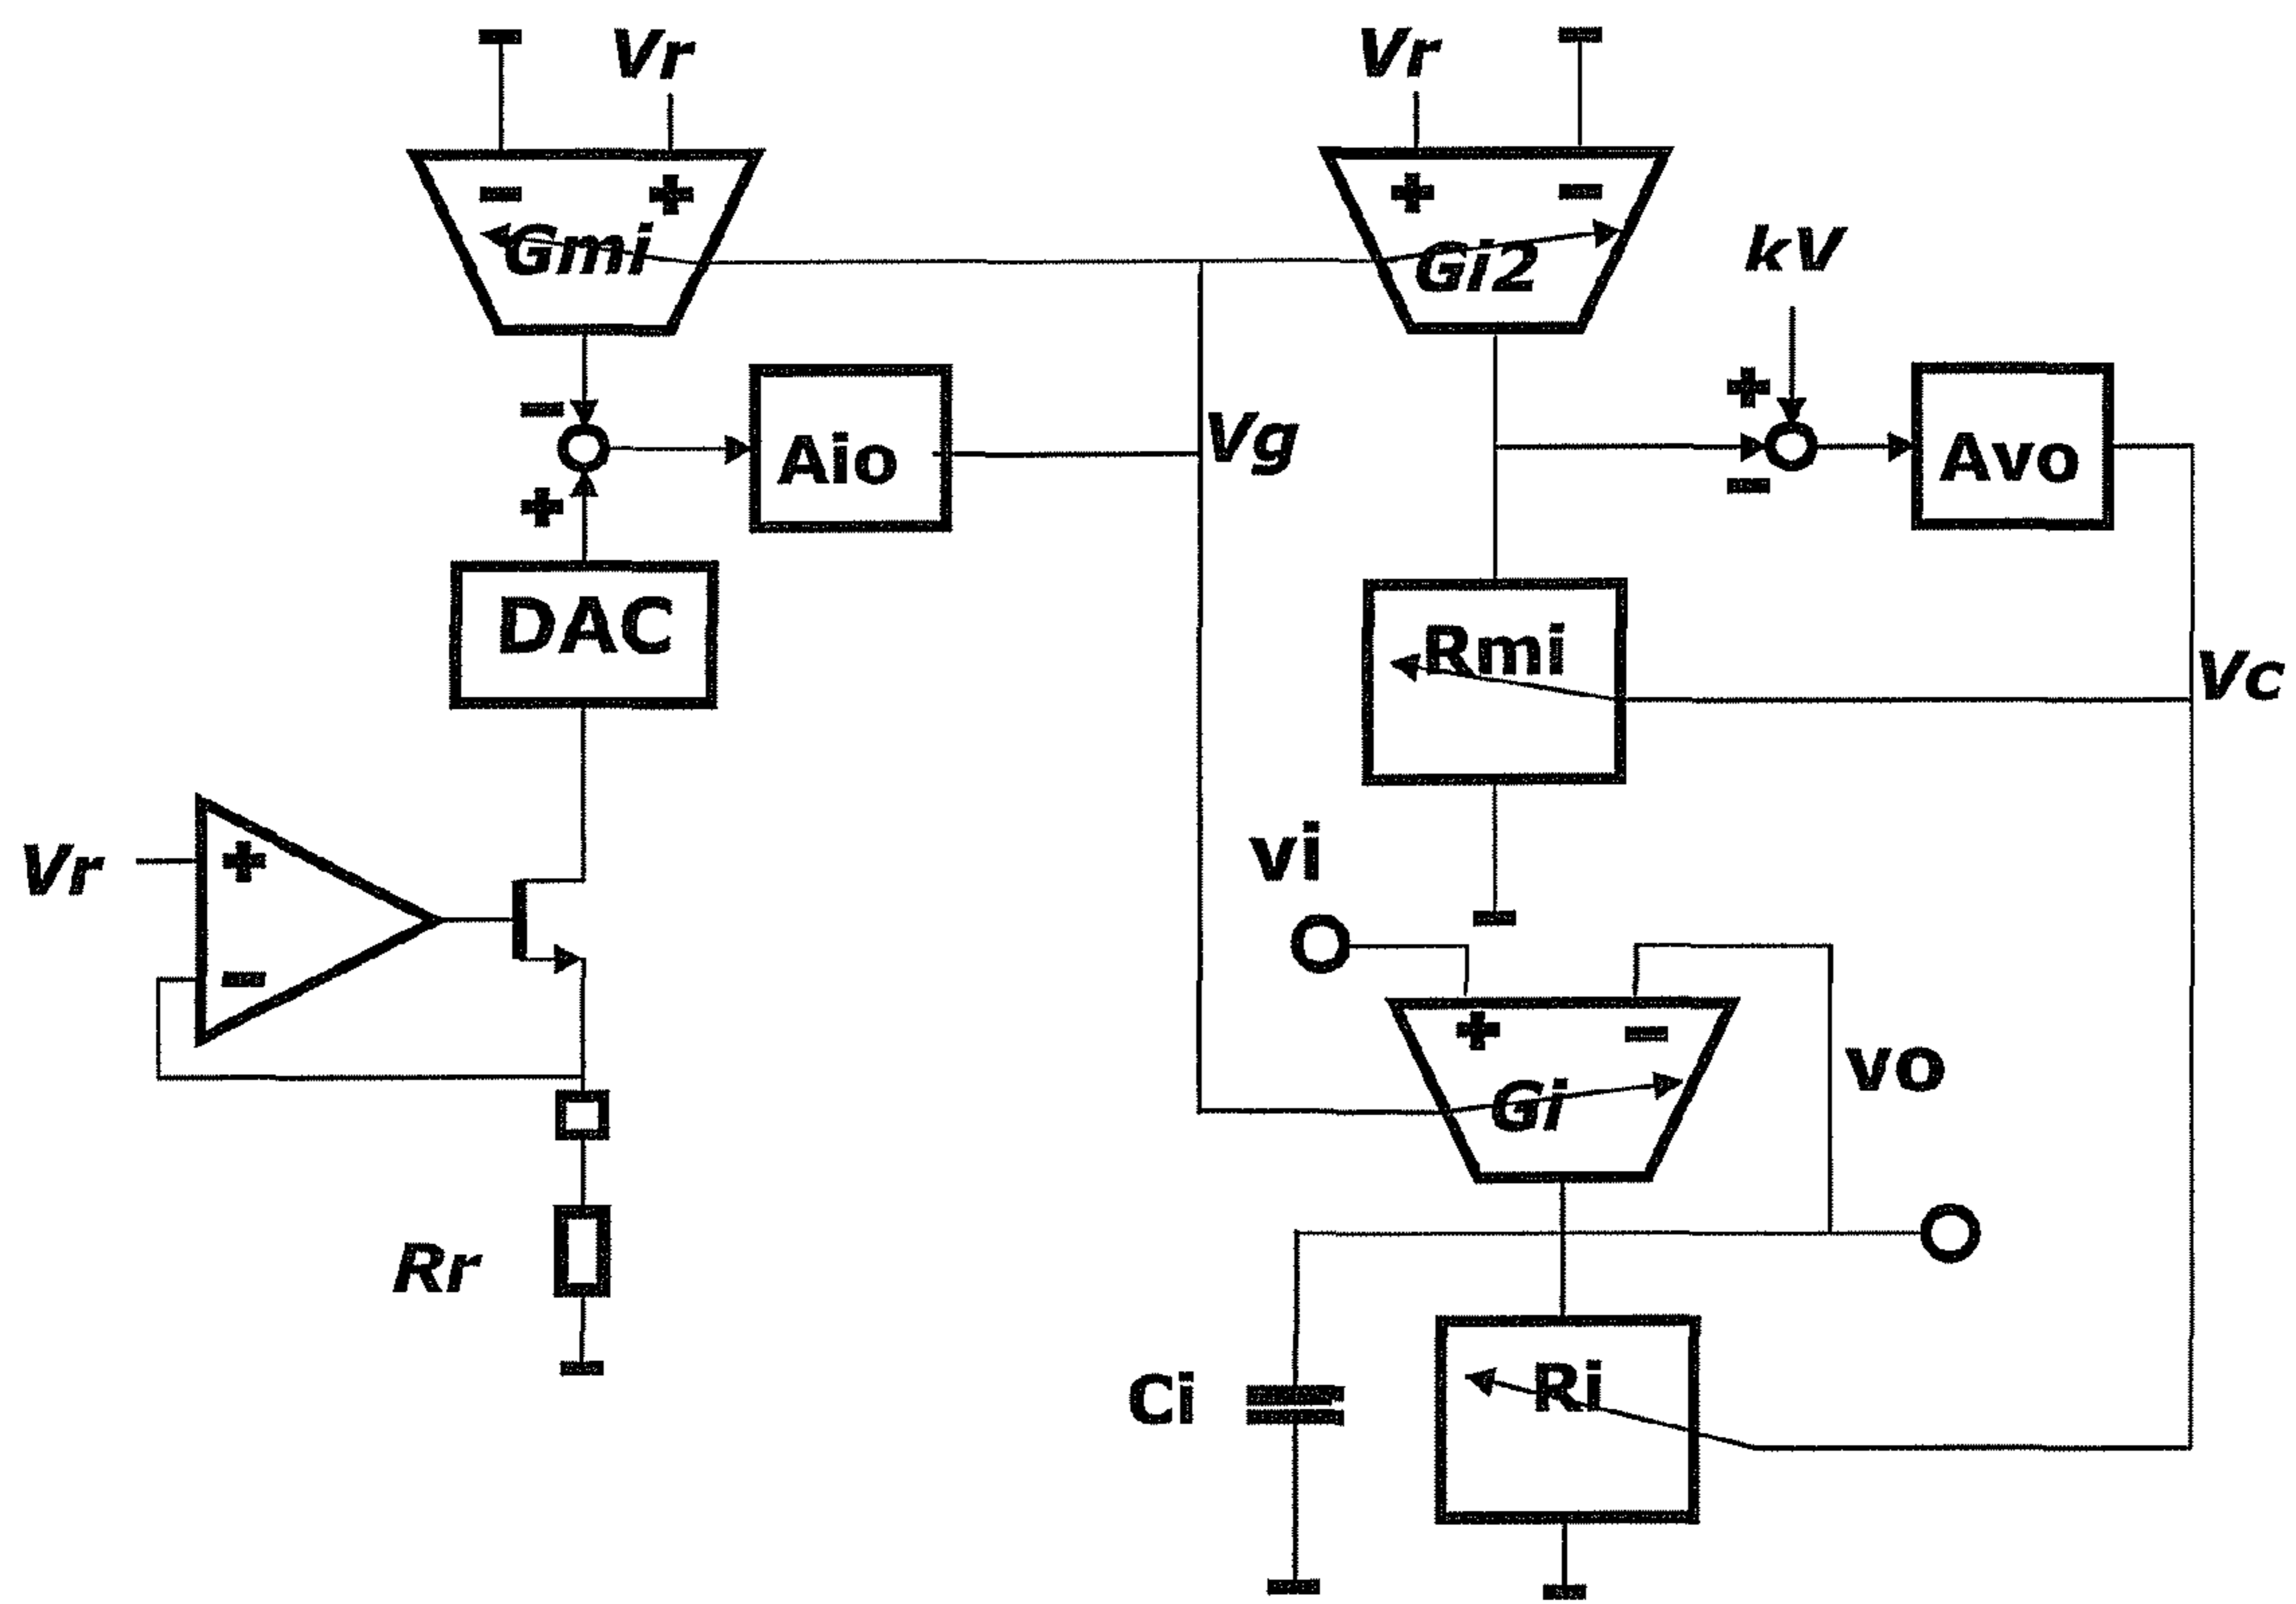 Vr
Vr
- +
+ -
Gmi
Gi2
kV
-
+
Aio
Vg
Avo
+
-
DAC
Rmi
Vc
Vr
+
-
vi
+ -
Gi
vo
Rr
Ci
Ri